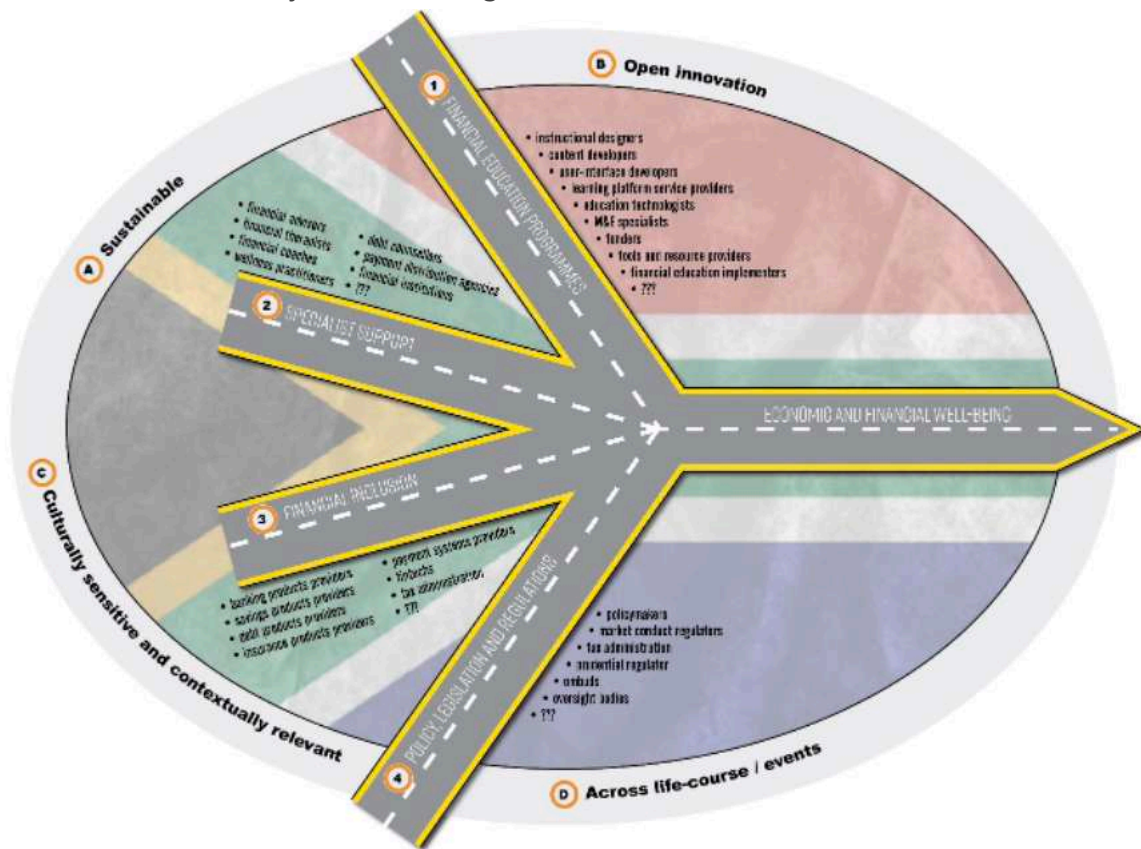 B Open innovation
1 FINANCIAL EDUCATION PROGRAMMES
• instructional designers
• content developers
• user-interface developers
• learning platform service providers
• education technologists
• M&E specialists
• funders
• tools and resource providers
• financial education implementers
• ???
A Sustainable
• financial advisors
• financial therapists
• financial coaches
• wellness practitioners
• debt counsellors
• payment distribution agencies
• financial institutions
• ???
2 SPECIALIST SUPPORT
ECONOMIC AND FINANCIAL WELL-BEING
3 FINANCIAL INCLUSION
• banking products providers
• savings products providers
• debt products providers
• insurance products providers
• payment systems providers
• fintechs
• tax administration
• ???
C Culturally sensitive and contextually relevant
4 POLICY, LEGISLATION AND REGULATIONS
• policymakers
• market conduct regulators
• tax administration
• prudential regulator
• ombuds
• oversight bodies
• ???
D Across life-course / events